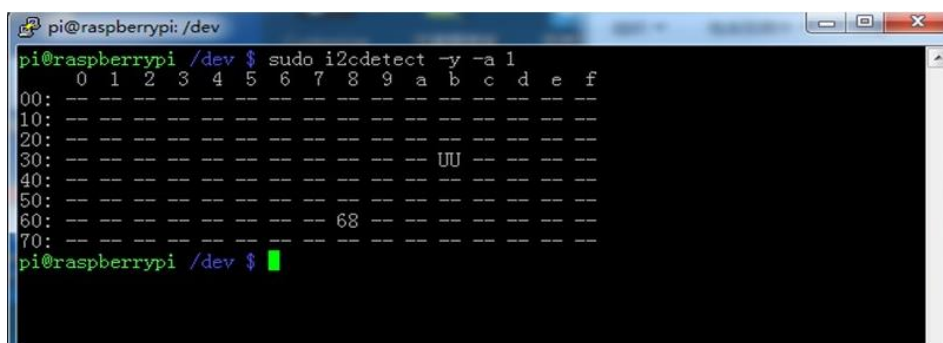 pi@raspberrypi: /dev
pi@raspberrypi /dev $ sudo i2cdetect -y -a 1
     0  1  2  3  4  5  6  7  8  9  a  b  c  d  e  f
00: -- -- -- -- -- -- -- -- -- -- -- -- -- -- -- --
10: -- -- -- -- -- -- -- -- -- -- -- -- -- -- -- --
20: -- -- -- -- -- -- -- -- -- -- -- -- -- -- -- --
30: -- -- -- -- -- -- -- -- -- -- -- UU -- -- -- --
40: -- -- -- -- -- -- -- -- -- -- -- -- -- -- -- --
50: -- -- -- -- -- -- -- -- -- -- -- -- -- -- -- --
60: -- -- -- -- -- -- -- -- 68 -- -- -- -- -- -- --
70: -- -- -- -- -- -- -- -- -- -- -- -- -- -- -- --
pi@raspberrypi /dev $